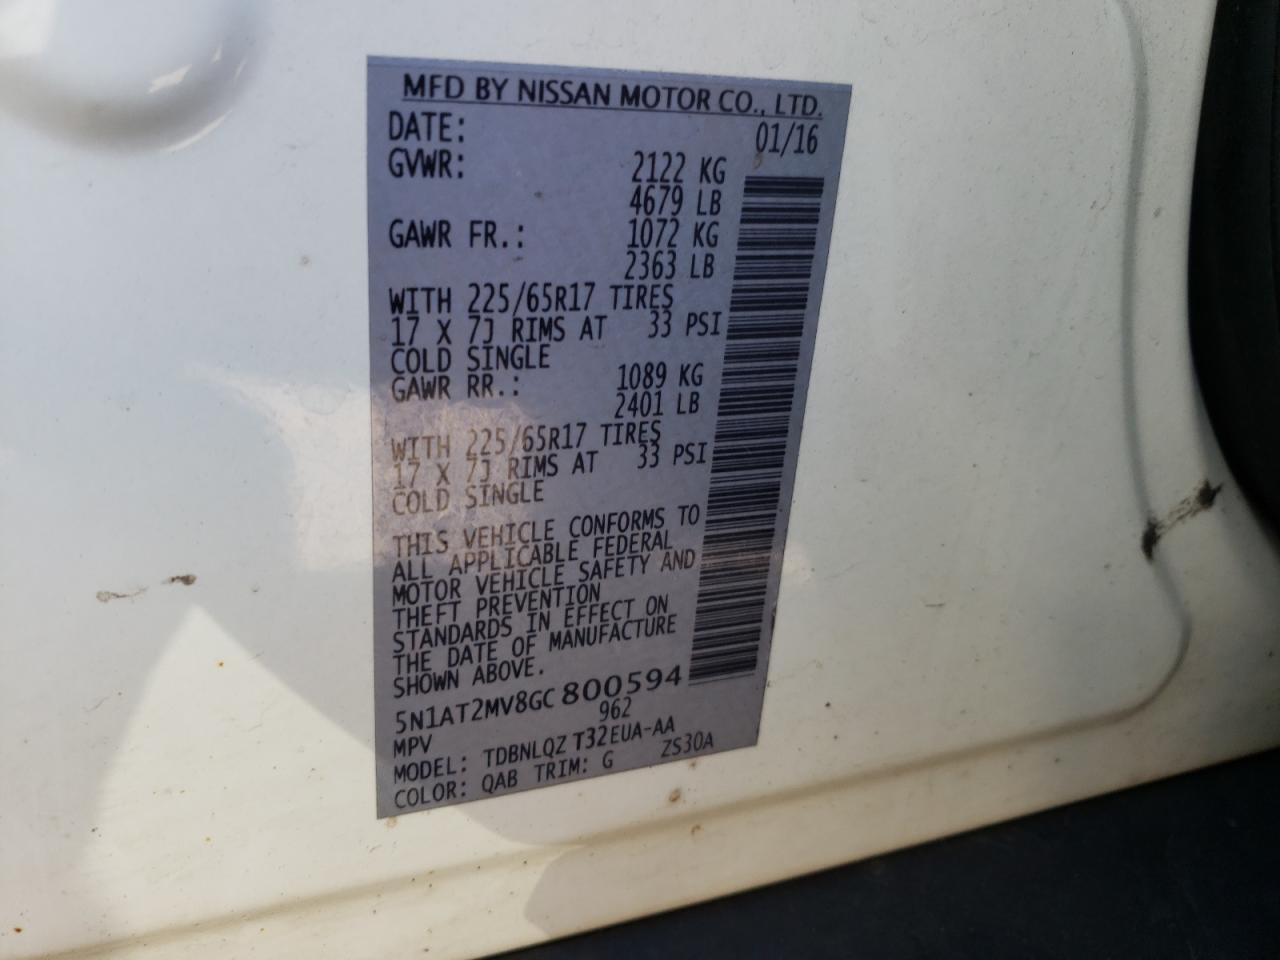 MFD BY NISSAN MOTOR CO., LTD.
DATE: 01/16
GVWR: 2122 KG
4679 LB
GAWR FR.: 1072 KG
2363 LB
WITH 225/65R17 TIRES
17 X 7J RIMS AT 33 PSI
COLD SINGLE
GAWR RR.: 1089 KG
2401 LB
WITH 225/65R17 TIRES
17 X 7J RIMS AT 33 PSI
COLD SINGLE
THIS VEHICLE CONFORMS TO
ALL APPLICABLE FEDERAL
MOTOR VEHICLE SAFETY AND
THEFT PREVENTION
STANDARDS IN EFFECT ON
THE DATE OF MANUFACTURE
SHOWN ABOVE.
5N1AT2MV8GC800594
MPV 962
MODEL: TDBNLQZ T32EUA-AA
COLOR: QAB TRIM: G ZS30A